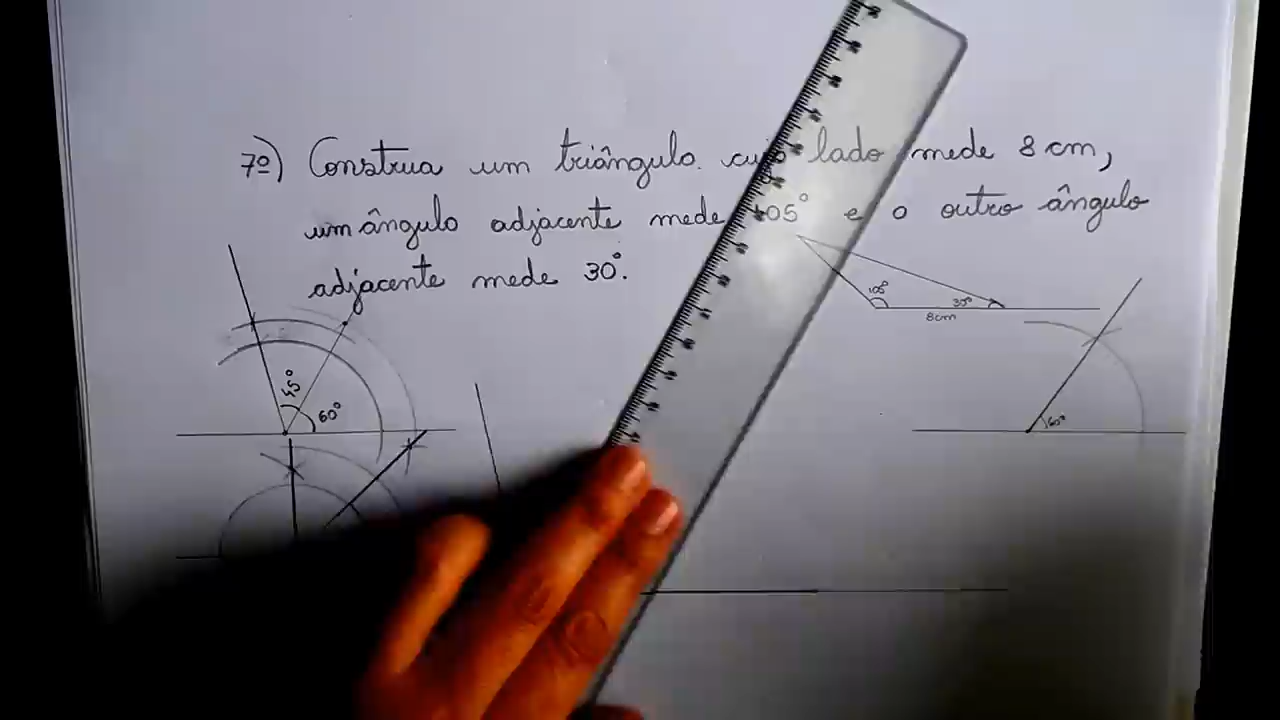 7º) Construa um triângulo. cujo lado mede 8 cm,
um ângulo adjacente mede 105° e o outro ângulo
adjacente mede 30°.
105°
30°
8cm
45°
60°
60°